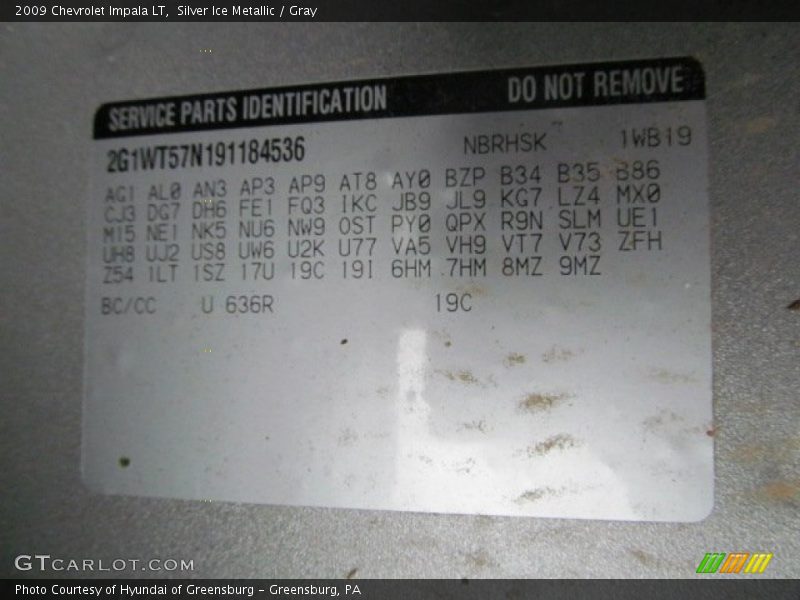 2009 Chevrolet Impala LT, Silver Ice Metallic / Gray
SERVICE PARTS IDENTIFICATION DO NOT REMOVE
2G1WT57N191184536 NBRHSK 1WB19
AG1 AL0 AN3 AP3 AP9 AT8 AY0 BZP B34 B35 B86
CJ3 DG7 DH6 FE1 FQ3 IKC JB9 JL9 KG7 LZ4 MX0
M15 NE1 NK5 NU6 NW9 OST PY0 QPX R9N SLM UE1
UH8 UJ2 US8 UW6 U2K U77 VA5 VH9 VT7 V73 ZFH
Z54 1LT 1SZ 17U 19C 19I 6HM 7HM 8MZ 9MZ
BC/CC U 636R 19C
GTCARLOT.COM
Photo Courtesy of Hyundai of Greensburg - Greensburg, PA